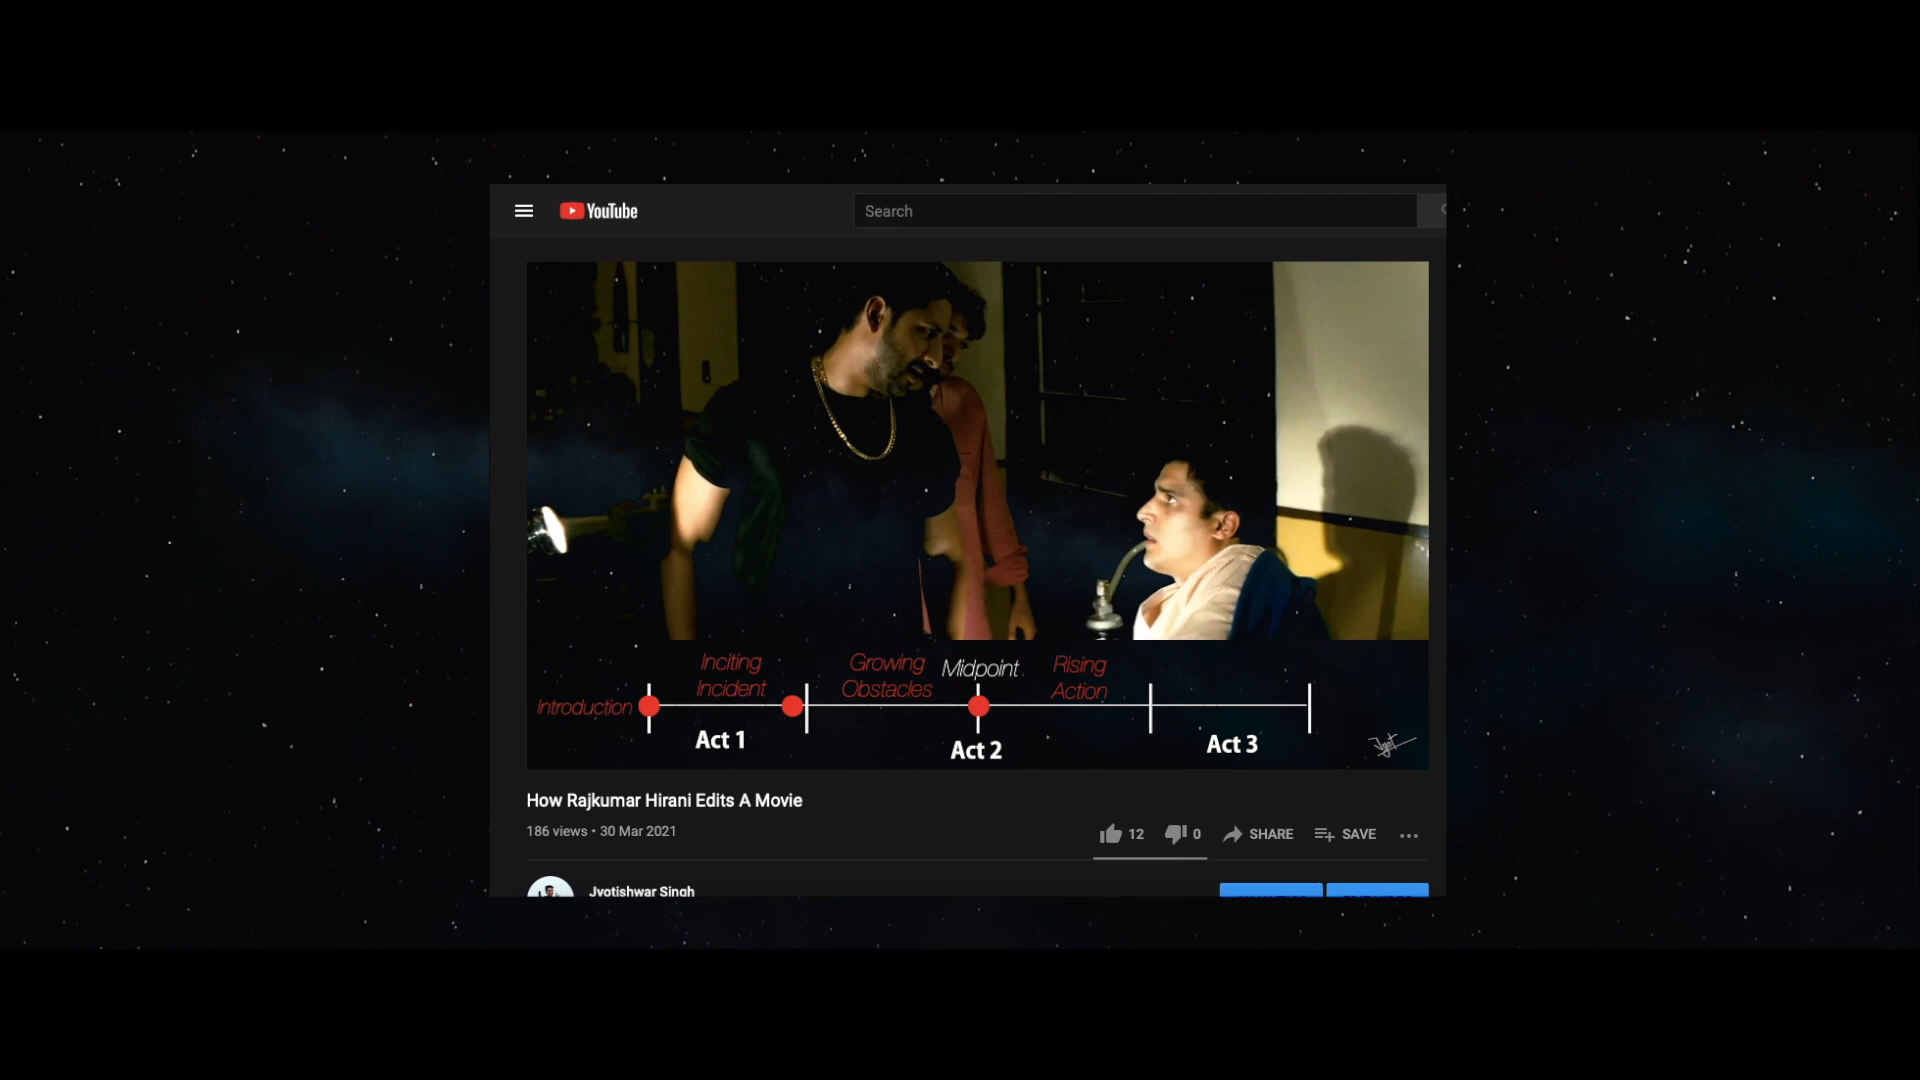 YouTube
Search
Inciting
Incident
Growing
Obstacles
Midpoint
Rising
Action
Introduction
Act 1
Act 2
Act 3
How Rajkumar Hirani Edits A Movie
186 views • 30 Mar 2021
12
0
SHARE
SAVE
Jyotishwar Singh